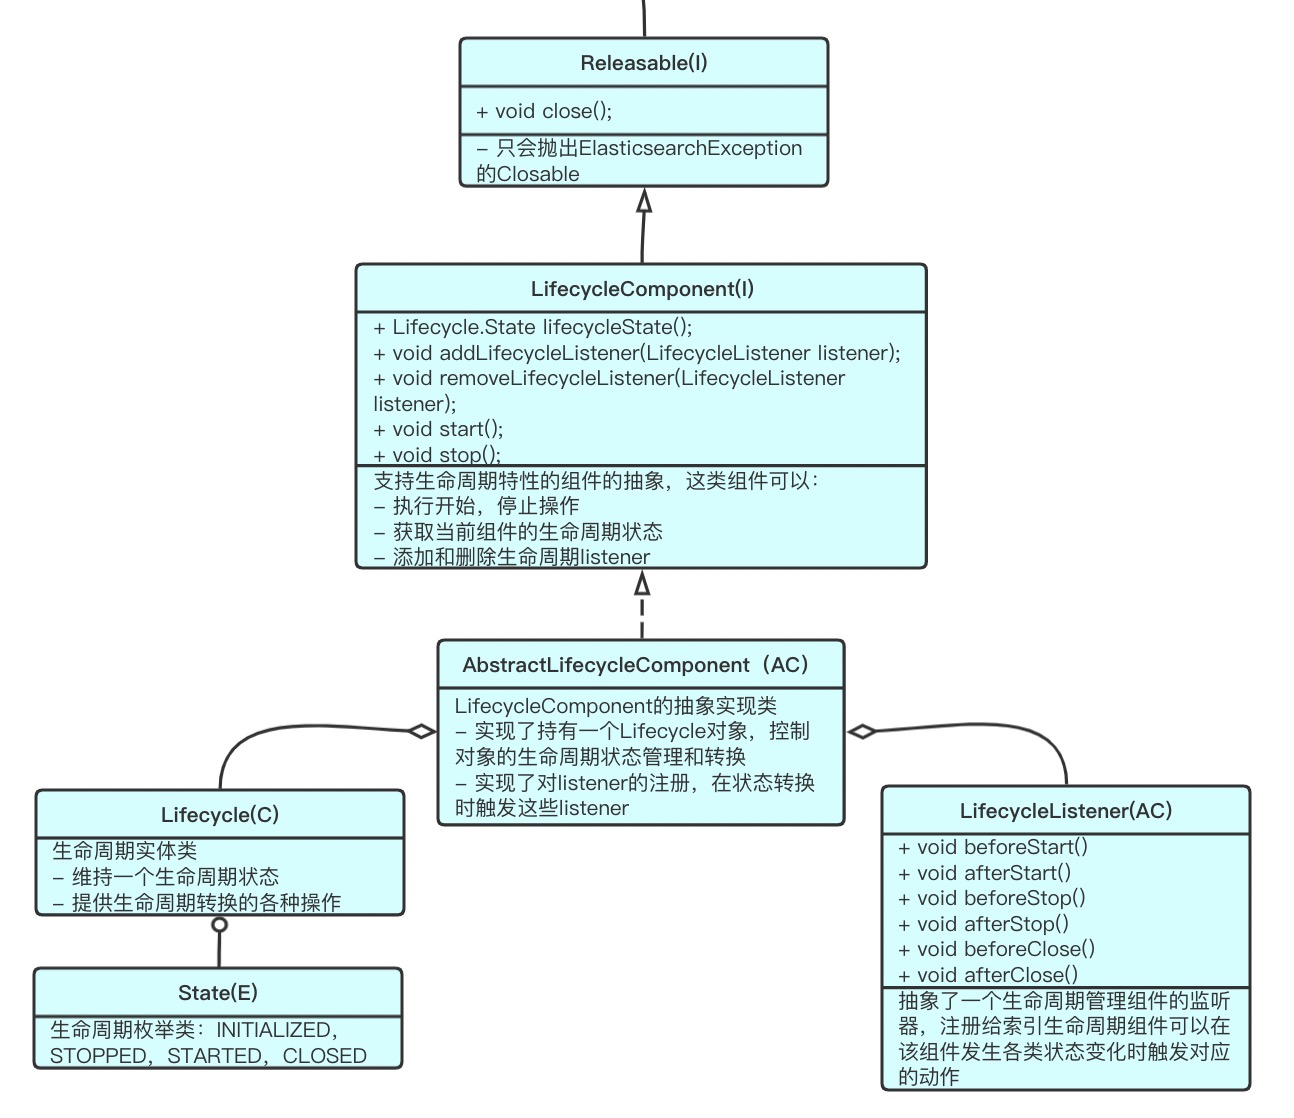 Releasable(I)
+ void close();
- 只会抛出ElasticsearchException
的Closable
LifecycleComponent(I)
+ Lifecycle.State lifecycleState();
+ void addLifecycleListener(LifecycleListener listener);
+ void removeLifecycleListener(LifecycleListener
listener);
+ void start();
+ void stop();
支持生命周期特性的组件的抽象，这类组件可以：
- 执行开始，停止操作
- 获取当前组件的生命周期状态
- 添加和删除生命周期listener
AbstractLifecycleComponent（AC）
LifecycleComponent的抽象实现类
- 实现了持有一个Lifecycle对象，控制
对象的生命周期状态管理和转换
- 实现了对listener的注册，在状态转换
时触发这些listener
Lifecycle(C)
生命周期实体类
- 维持一个生命周期状态
- 提供生命周期转换的各种操作
State(E)
生命周期枚举类：INITIALIZED，
STOPPED，STARTED，CLOSED
LifecycleListener(AC)
+ void beforeStart()
+ void afterStart()
+ void beforeStop()
+ void afterStop()
+ void beforeClose()
+ void afterClose()
抽象了一个生命周期管理组件的监听
器，注册给索引生命周期组件可以在
该组件发生各类状态变化时触发对应
的动作